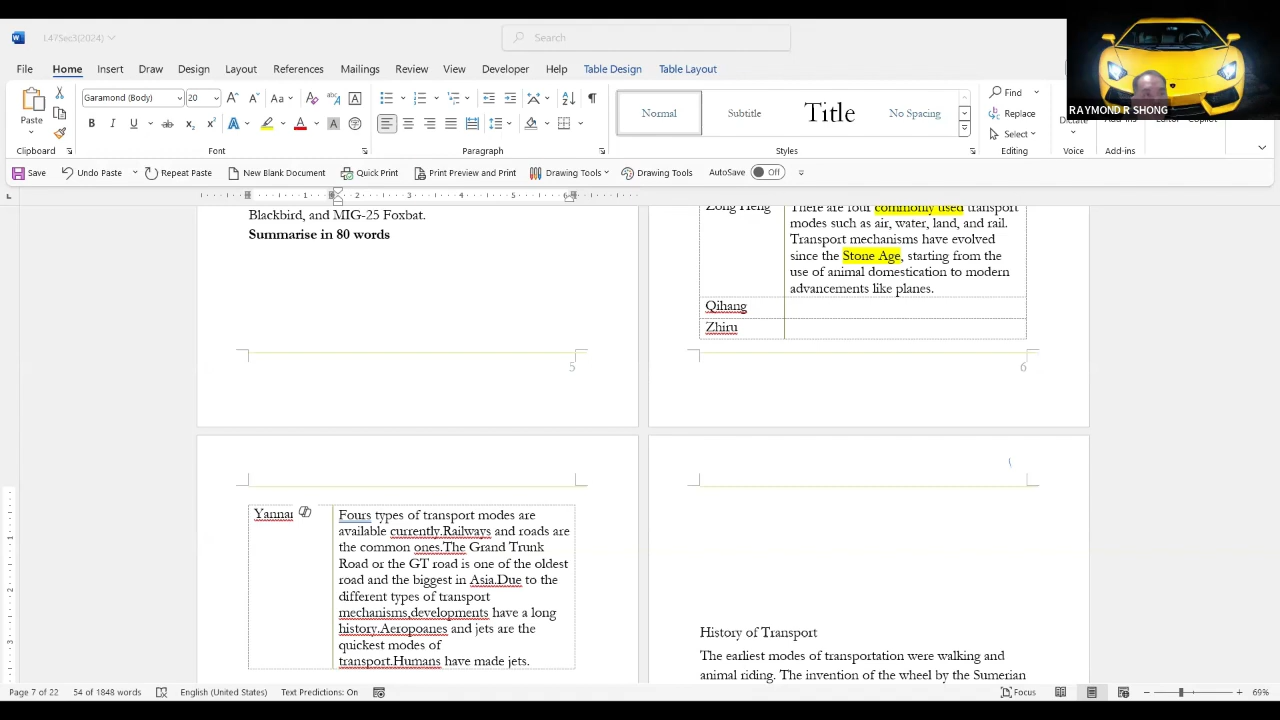 L47Sec3(2024)
Search
RAYMOND R SHONG
File Home Insert Draw Design Layout References Mailings Review View Developer Help Table Design Table Layout
Paste
Garamond (Body) 20
Normal Subtitle Title No Spacing
Find
Replace
Select
Dictate
Add-ins
Clipboard Font Paragraph Styles Editing Voice Add-ins
Save Undo Paste Repeat Paste New Blank Document Quick Print Print Preview and Print Drawing Tools Drawing Tools AutoSave Off
Blackbird, and MIG-25 Foxbat.
Summarise in 80 words
5
Zong Heng
There are four commonly used transport
modes such as air, water, land, and rail.
Transport mechanisms have evolved
since the Stone Age, starting from the
use of animal domestication to modern
advancements like planes.
Qihang
Zhiru
6
Yannai
Fours types of transport modes are
available currently.Railways and roads are
the common ones.The Grand Trunk
Road or the GT road is one of the oldest
road and the biggest in Asia.Due to the
different types of transport
mechanisms,developments have a long
history.Aeropoanes and jets are the
quickest modes of
transport.Humans have made jets.
History of Transport
The earliest modes of transportation were walking and
animal riding. The invention of the wheel by the Sumerian
Page 7 of 22 54 of 1848 words English (United States) Text Predictions: On Focus 69%